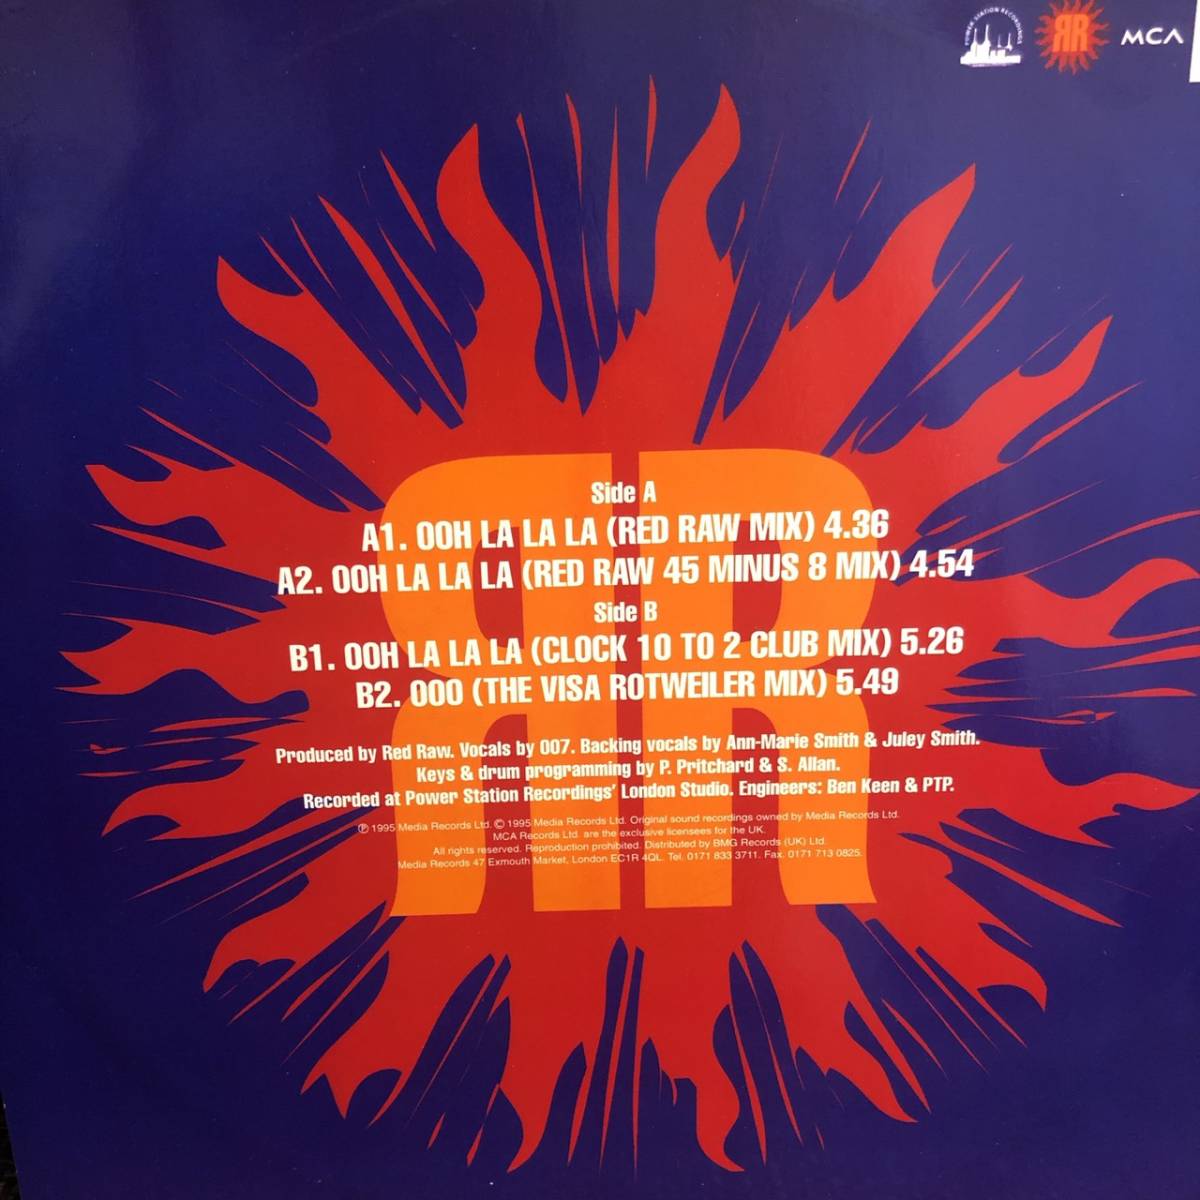 POWER STATION RECORDINGS
RR
MCA
Side A
A1. OOH LA LA LA (RED RAW MIX) 4.36
A2. OOH LA LA LA (RED RAW 45 MINUS 8 MIX) 4.54
Side B
B1. OOH LA LA LA (CLOCK 10 TO 2 CLUB MIX) 5.26
B2. OOO (THE VISA ROTWEILER MIX) 5.49
Produced by Red Raw. Vocals by 007. Backing vocals by Ann-Marie Smith & Juley Smith.
Keys & drum programming by P. Pritchard & S. Allan.
Recorded at Power Station Recordings' London Studio. Engineers: Ben Keen & PTP.
℗ 1995 Media Records Ltd. © 1995 Media Records Ltd. Original sound recordings owned by Media Records Ltd.
MCA Records Ltd. are the exclusive licensees for the UK.
All rights reserved. Reproduction prohibited. Distributed by BMG Records (UK) Ltd.
Media Records 47 Exmouth Market, London EC1R 4QL. Tel. 0171 833 3711. Fax. 0171 713 0825.
RR